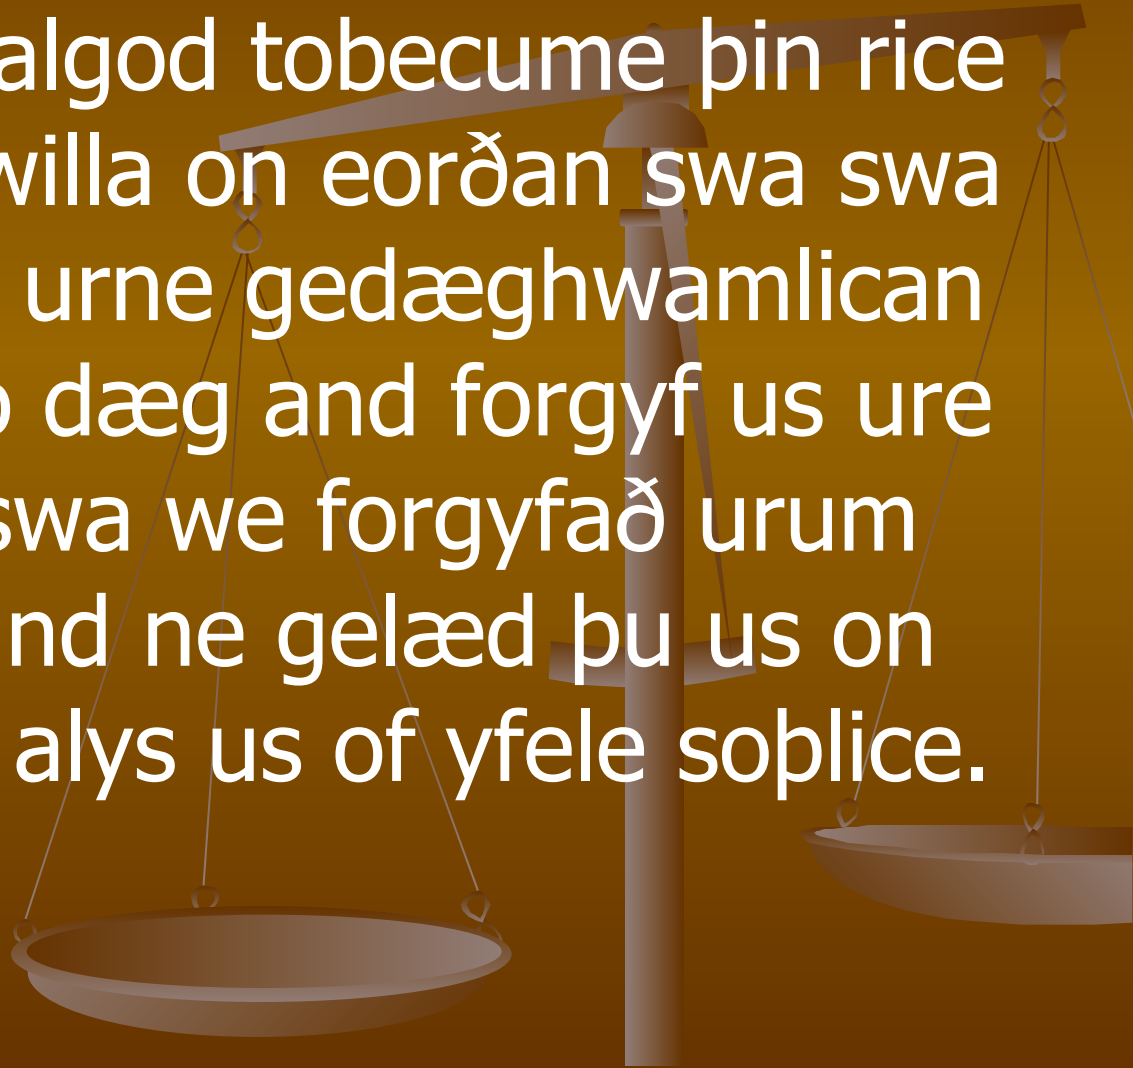 algod tobecume þin rice
willa on eorðan swa swa
urne gedæghwamlican
dæg and forgyf us ure
swa we forgyfað urum
nd ne gelæd þu us on
alys us of yfele soþlice.